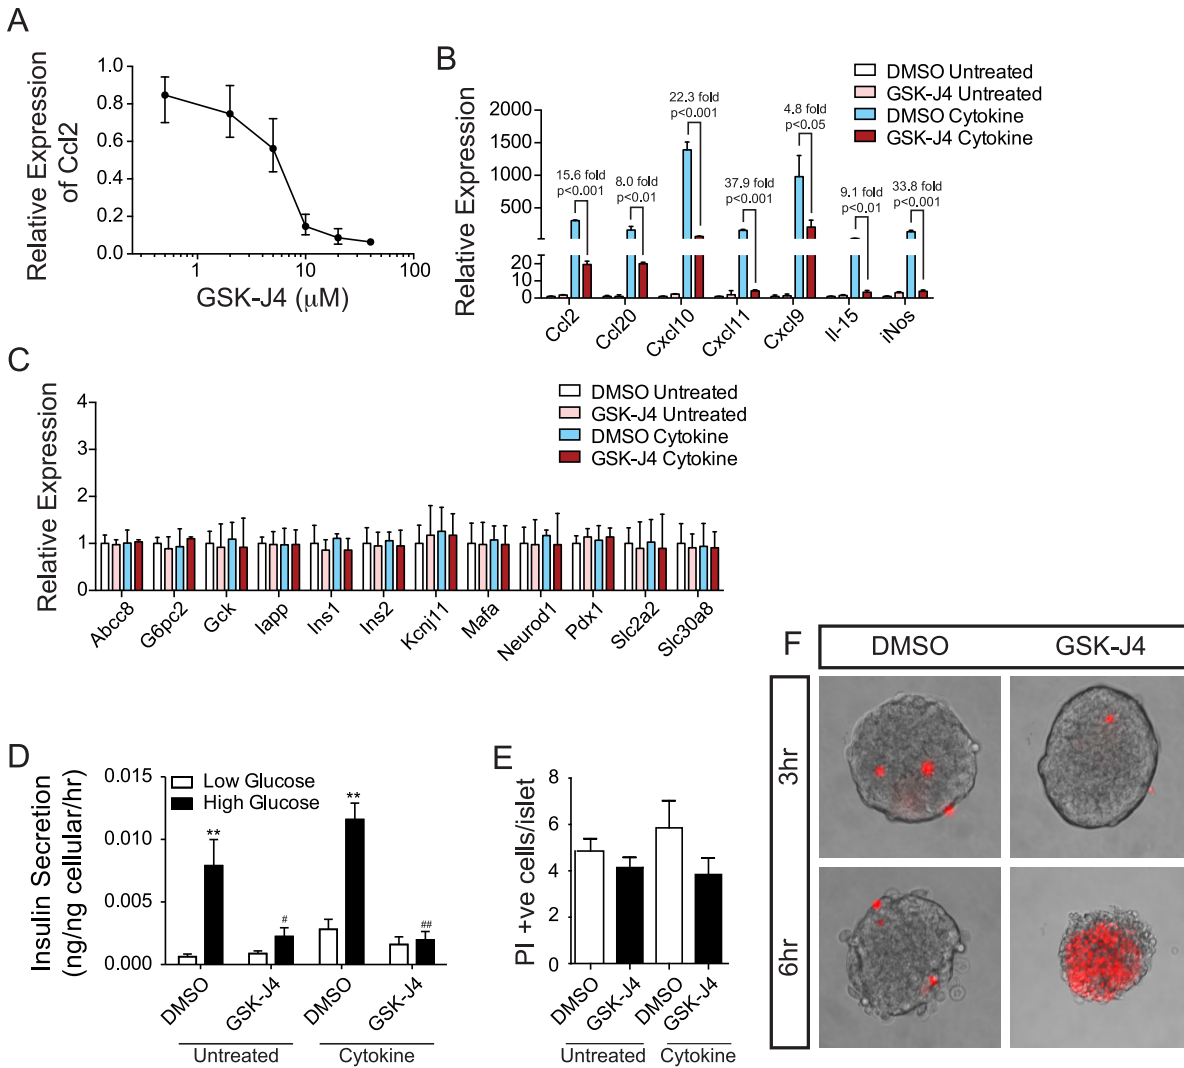 A
Relative Expression
of Ccl2
1.0
0.8
0.6
0.4
0.2
0.0
1
10
100
GSK-J4 (μM)
B
DMSO Untreated
GSK-J4 Untreated
DMSO Cytokine
GSK-J4 Cytokine
Relative Expression
2000
1500
1000
500
20
10
0
15.6 fold
p<0.001
8.0 fold
p<0.01
22.3 fold
p<0.001
37.9 fold
p<0.001
4.8 fold
p<0.05
9.1 fold
p<0.01
33.8 fold
p<0.001
Ccl2
Ccl20
Cxcl10
Cxcl11
Cxcl9
Il-15
iNos
C
DMSO Untreated
GSK-J4 Untreated
DMSO Cytokine
GSK-J4 Cytokine
Relative Expression
4
3
2
1
0
Abcc8
G6pc2
Gck
Iapp
Ins1
Ins2
Kcnj11
Mafa
Neurod1
Pdx1
Slc2a2
Slc30a8
D
Insulin Secretion
(ng/ng cellular/hr)
0.015
0.010
0.005
0.000
Low Glucose
High Glucose
**
#
**
##
DMSO
GSK-J4
DMSO
GSK-J4
Untreated
Cytokine
E
PI +ve cells/islet
8
6
4
2
0
DMSO
GSK-J4
DMSO
GSK-J4
Untreated
Cytokine
F
DMSO
GSK-J4
3hr
6hr